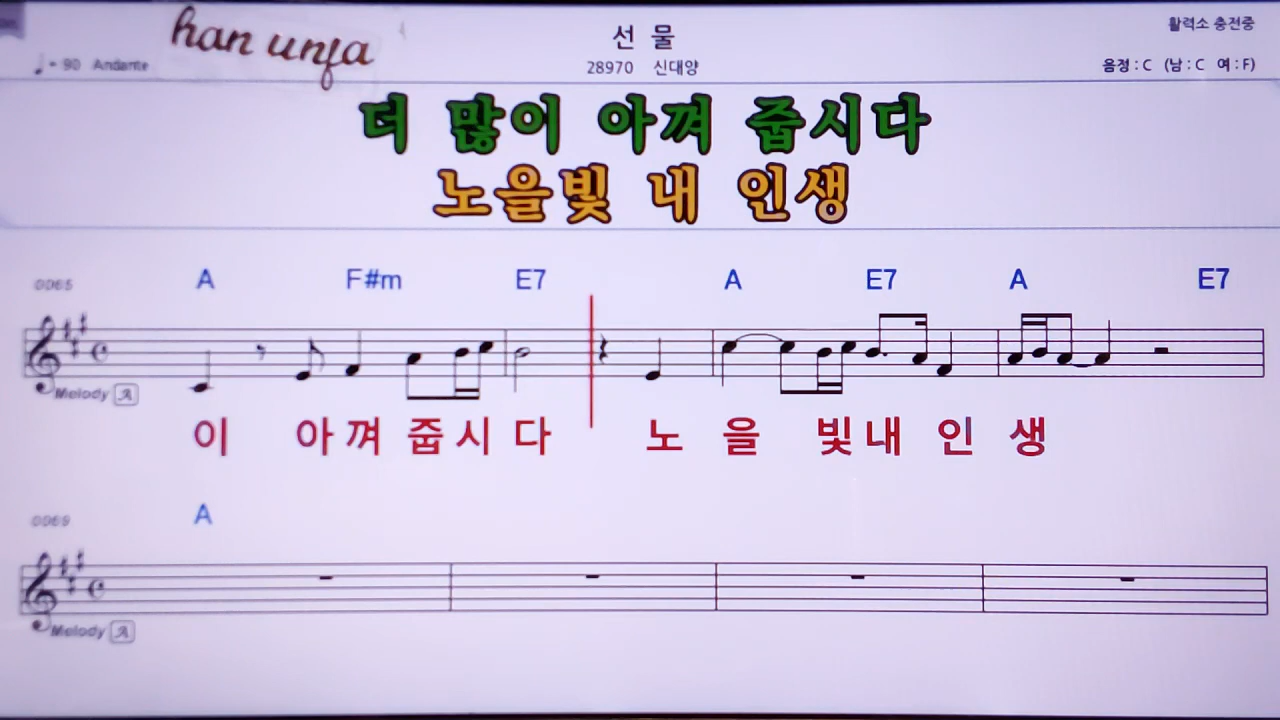 han unfa
선 물
활력소 충전중
♩= 90 Andante
28970 신대양
음정 : C (남 : C 여 : F)
더 많이 아껴 줍시다
노을빛 내 인생
0065
A F#m E7 A E7 A E7
Melody A
이 아껴줍시다 노을 빛내인생
0069
A
Melody A